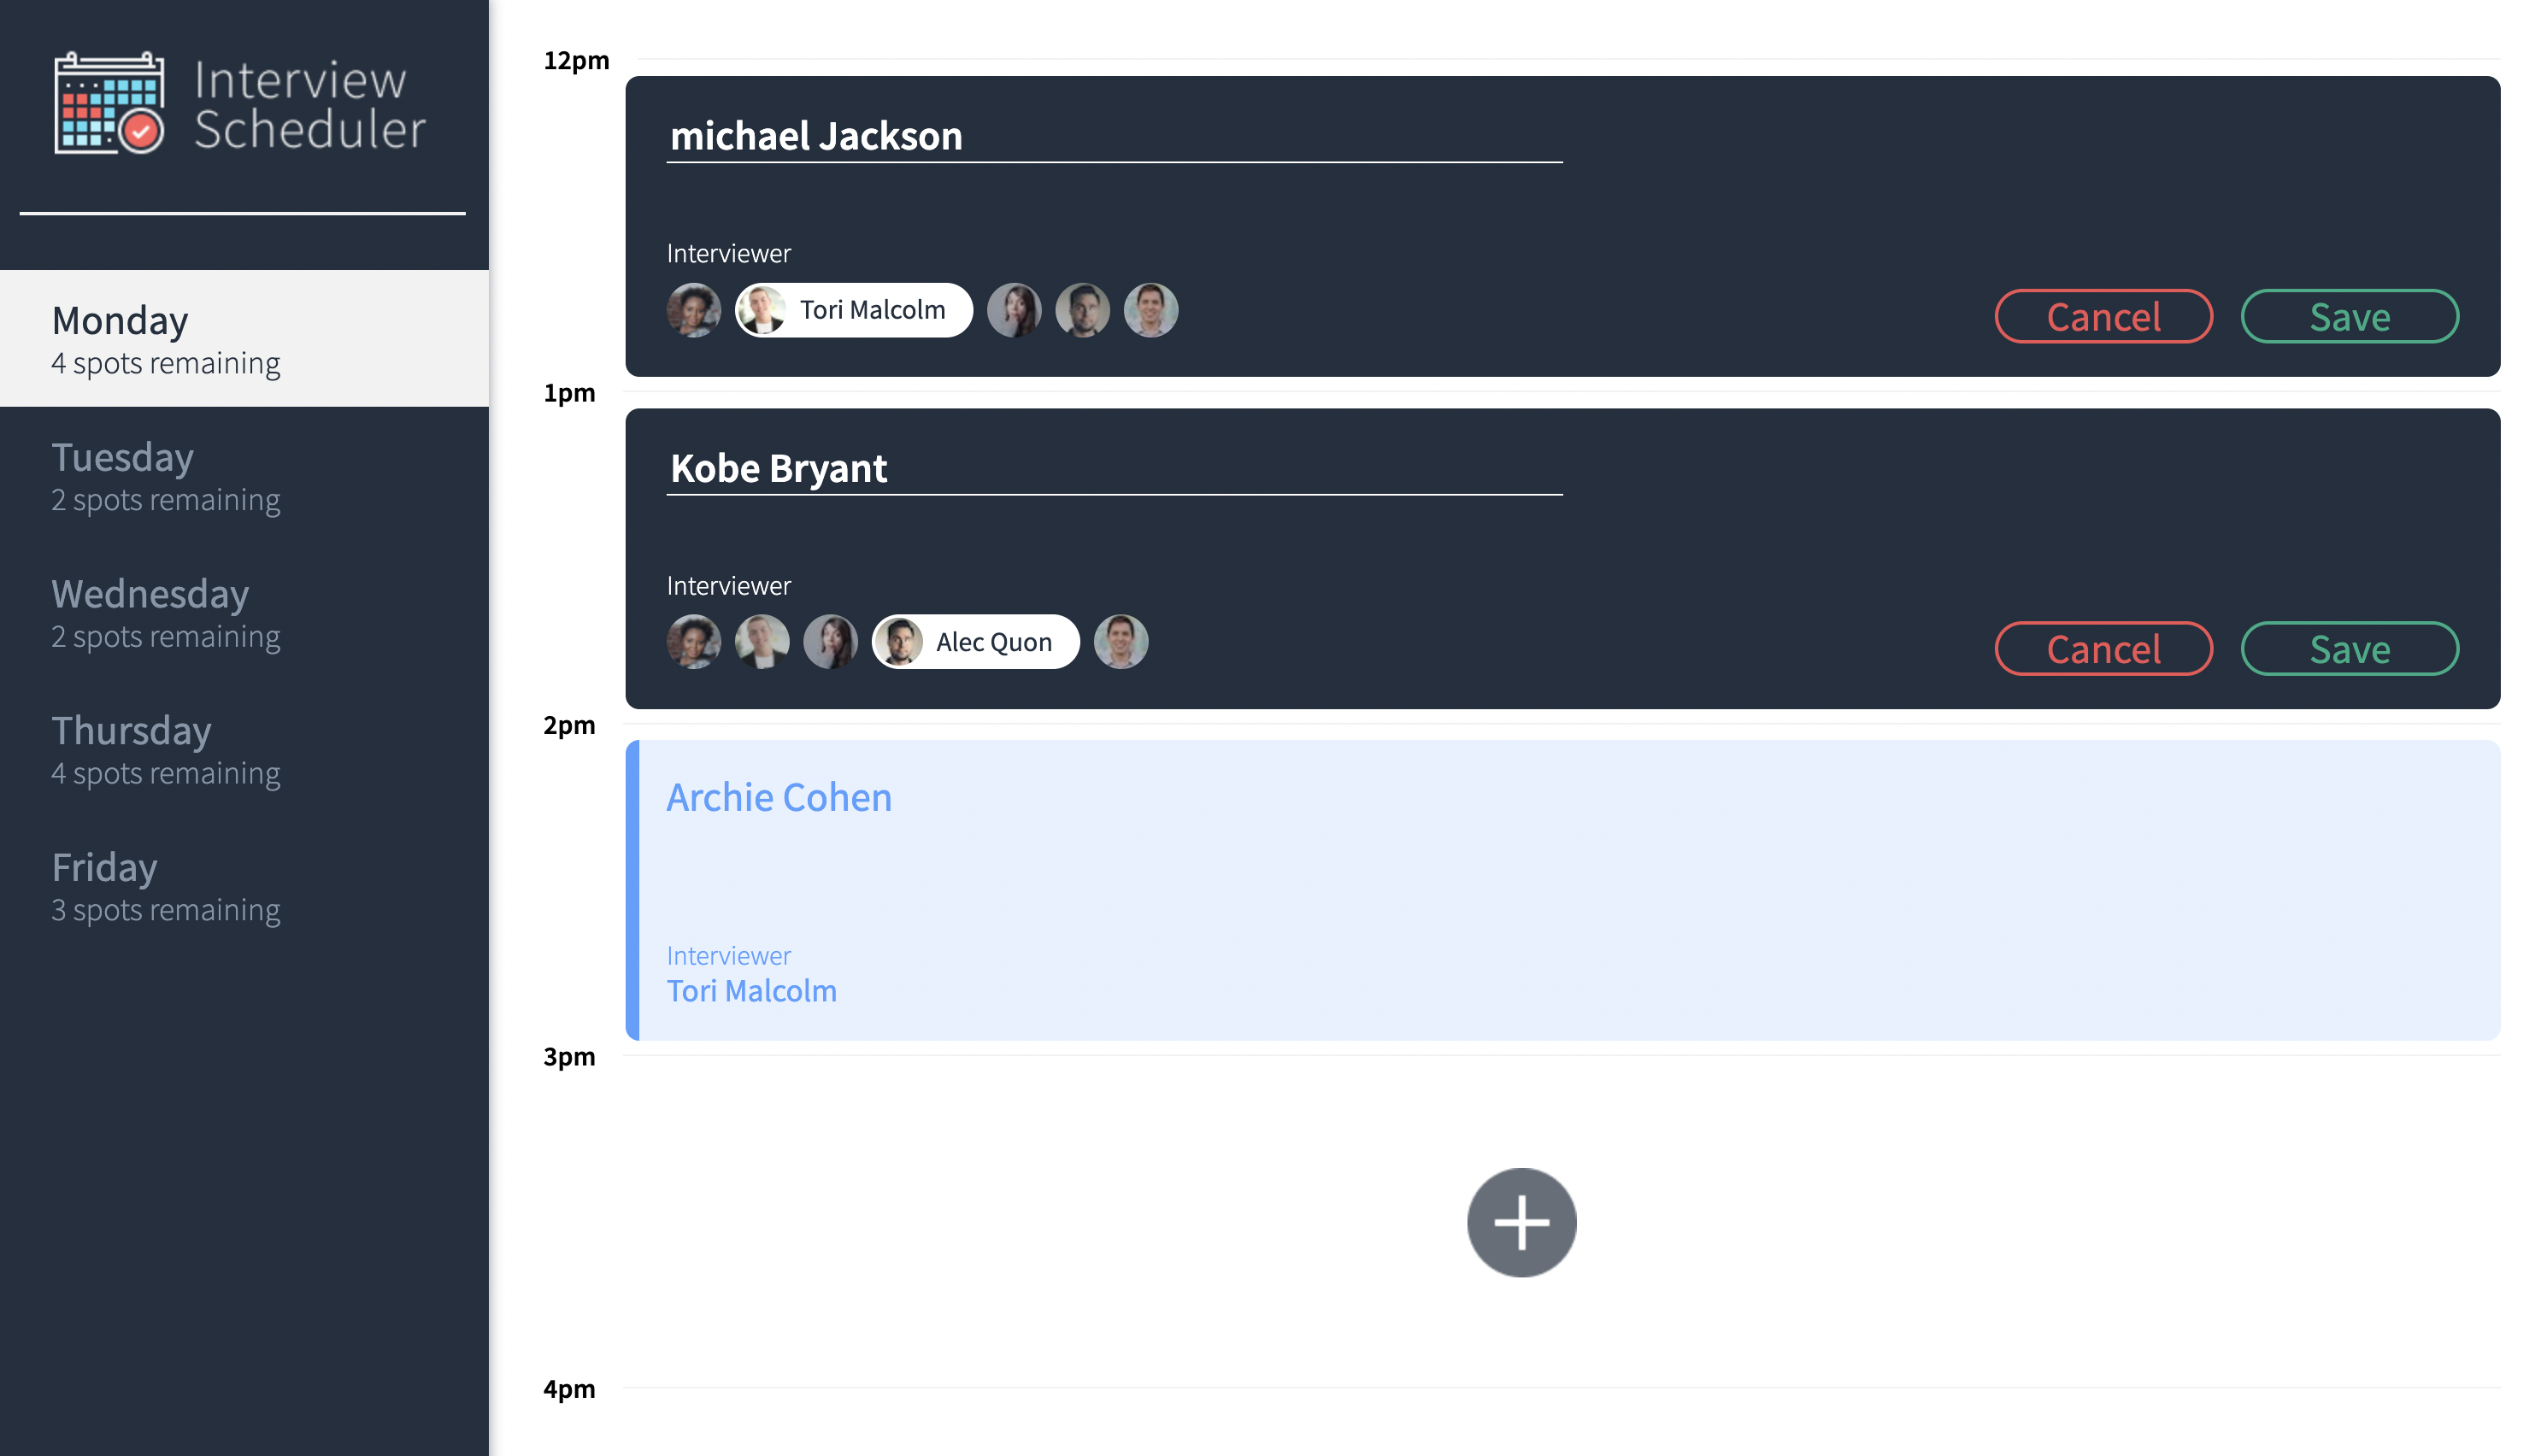 Interview
Scheduler
Monday
4 spots remaining
Tuesday
2 spots remaining
Wednesday
2 spots remaining
Thursday
4 spots remaining
Friday
3 spots remaining
12pm
michael Jackson
Interviewer
Tori Malcolm
Cancel
Save
1pm
Kobe Bryant
Interviewer
Alec Quon
Cancel
Save
2pm
Archie Cohen
Interviewer
Tori Malcolm
3pm
4pm